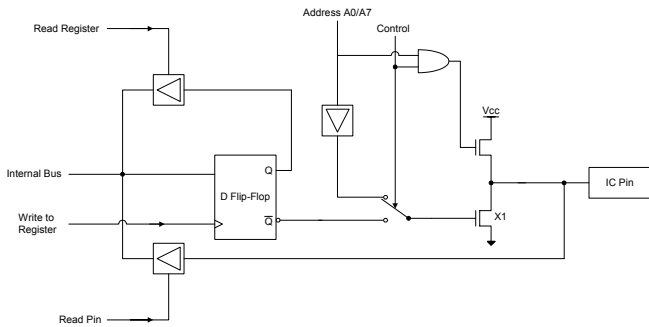 Address A0/A7
Control
Read Register
Vcc
Internal Bus
Q
D Flip-Flop
IC Pin
Write to
Register
Q
X1
Read Pin